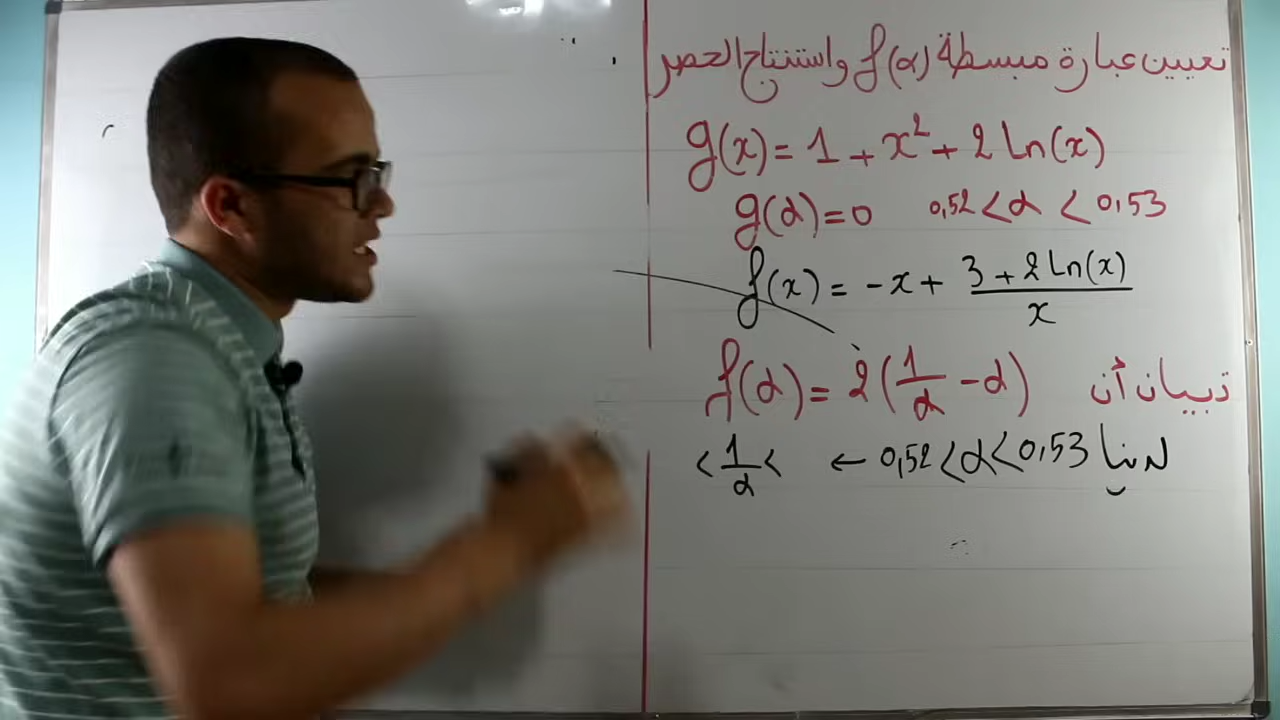 تعيين عبارة مبسطة f(α) واستنتاج الحصر
g(x) = 1 + x² + 2 Ln(x)
g(α) = 0 0,52 < α < 0,53
f(x) = -x + (3 + 2 Ln(x))/x
تبيان أن f(α) = 2(1/α - α)
لدينا 0,52 < α < 0,53 ← < 1/α <